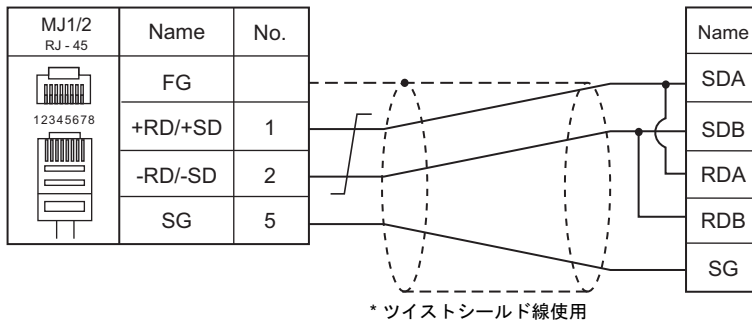 MJ1/2 Name No.
RJ - 45
FG
12345678
+RD/+SD 1
-RD/-SD 2
SG 5
Name
SDA
SDB
RDA
RDB
SG
* ツイストシールド線使用